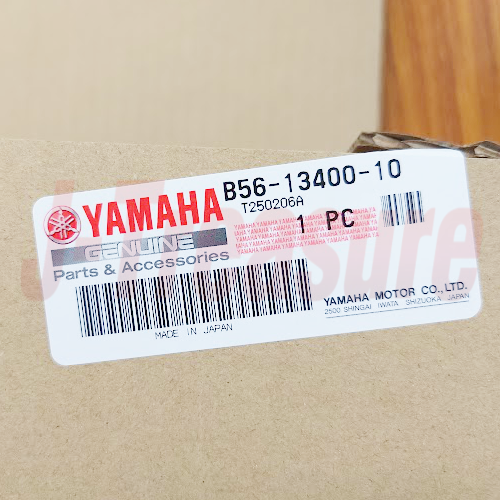 YAMAHA
GENUINE
Parts & Accessories
B56-13400-10
T250206A
1 PC
MADE IN JAPAN
YAMAHA MOTOR CO., LTD.
2500 SHINGAI IWATA SHIZUOKA JAPAN